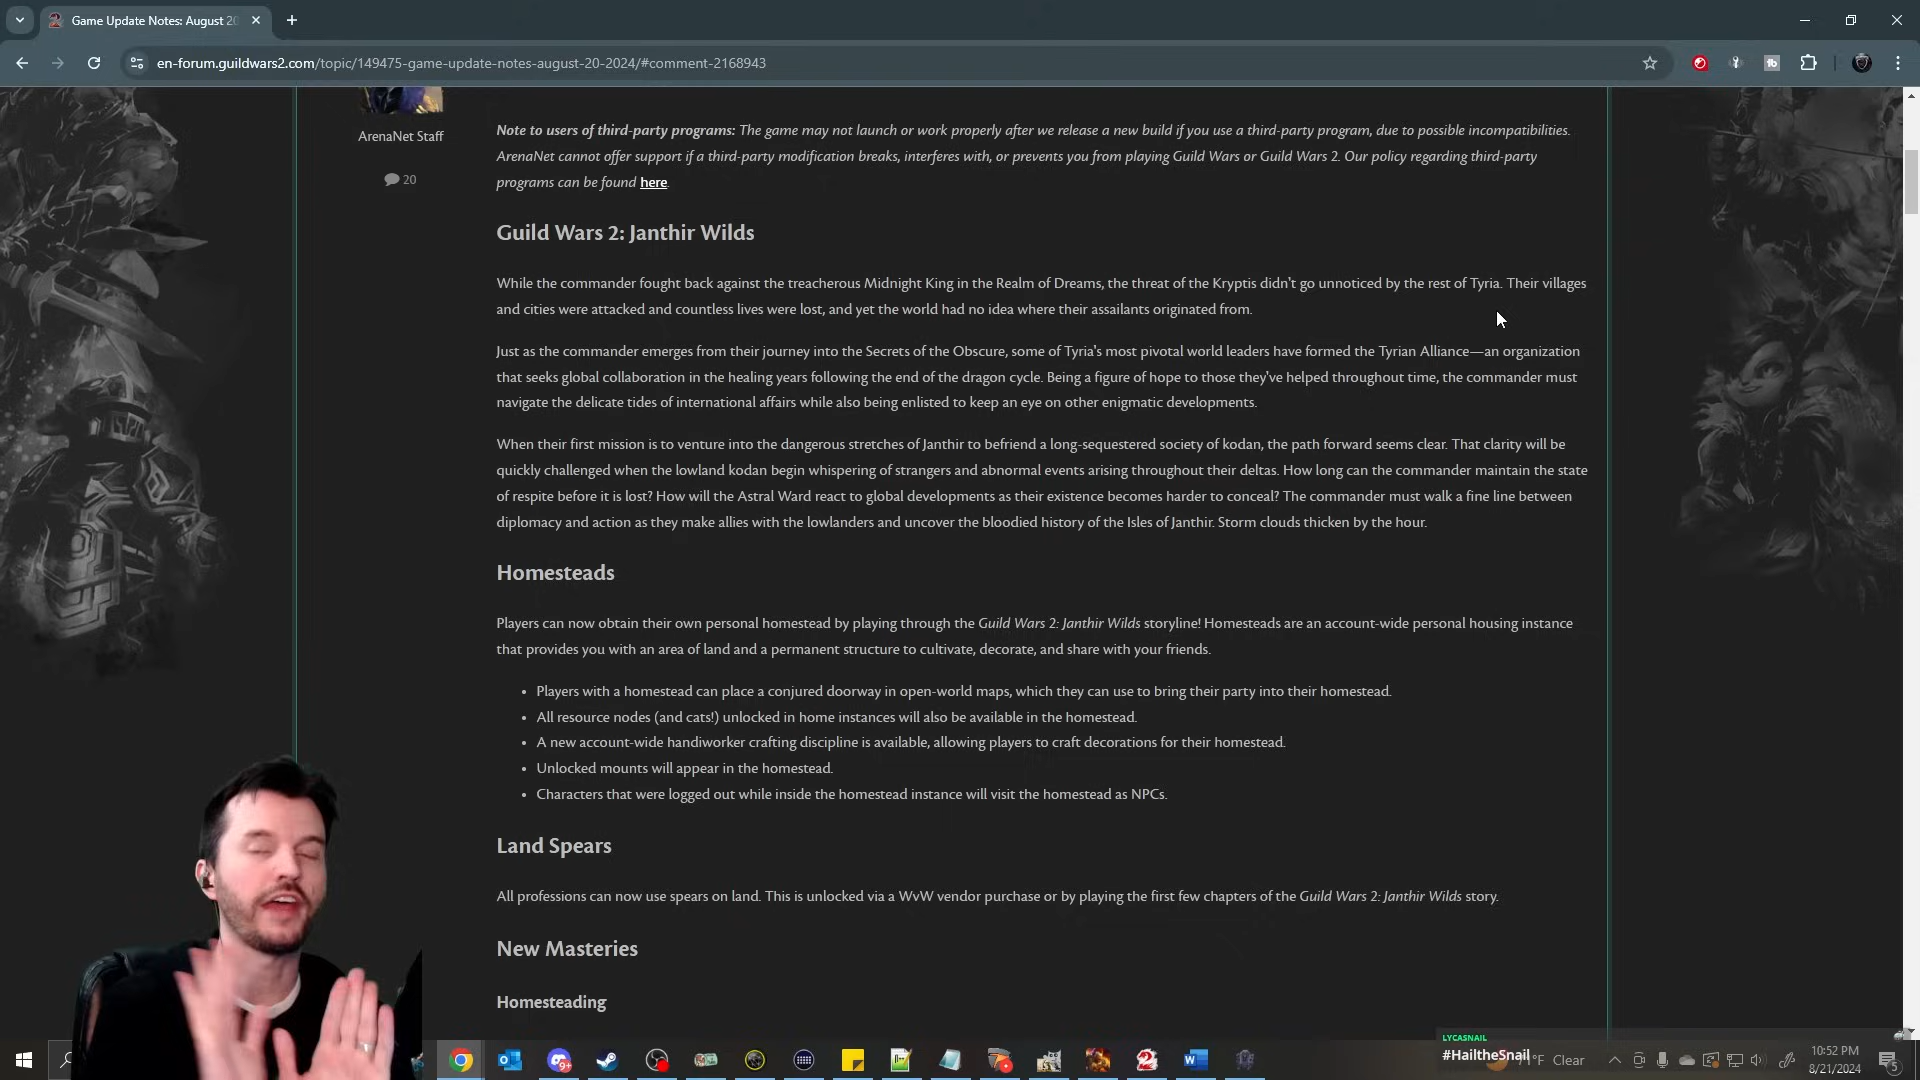 Game Update Notes: August 20
en-forum.guildwars2.com/topic/149475-game-update-notes-august-20-2024/#comment-2168943
ArenaNet Staff
20
Note to users of third-party programs: The game may not launch or work properly after we release a new build if you use a third-party program, due to possible incompatibilities.
ArenaNet cannot offer support if a third-party modification breaks, interferes with, or prevents you from playing Guild Wars or Guild Wars 2. Our policy regarding third-party
programs can be found here.
Guild Wars 2: Janthir Wilds
While the commander fought back against the treacherous Midnight King in the Realm of Dreams, the threat of the Kryptis didn't go unnoticed by the rest of Tyria. Their villages
and cities were attacked and countless lives were lost, and yet the world had no idea where their assailants originated from.
Just as the commander emerges from their journey into the Secrets of the Obscure, some of Tyria's most pivotal world leaders have formed the Tyrian Alliance—an organization
that seeks global collaboration in the healing years following the end of the dragon cycle. Being a figure of hope to those they've helped throughout time, the commander must
navigate the delicate tides of international affairs while also being enlisted to keep an eye on other enigmatic developments.
When their first mission is to venture into the dangerous stretches of Janthir to befriend a long-sequestered society of kodan, the path forward seems clear. That clarity will be
quickly challenged when the lowland kodan begin whispering of strangers and abnormal events arising throughout their deltas. How long can the commander maintain the state
of respite before it is lost? How will the Astral Ward react to global developments as their existence becomes harder to conceal? The commander must walk a fine line between
diplomacy and action as they make allies with the lowlanders and uncover the bloodied history of the Isles of Janthir. Storm clouds thicken by the hour.
Homesteads
Players can now obtain their own personal homestead by playing through the Guild Wars 2: Janthir Wilds storyline! Homesteads are an account-wide personal housing instance
that provides you with an area of land and a permanent structure to cultivate, decorate, and share with your friends.
• Players with a homestead can place a conjured doorway in open-world maps, which they can use to bring their party into their homestead.
• All resource nodes (and cats!) unlocked in home instances will also be available in the homestead.
• A new account-wide handiworker crafting discipline is available, allowing players to craft decorations for their homestead.
• Unlocked mounts will appear in the homestead.
• Characters that were logged out while inside the homestead instance will visit the homestead as NPCs.
Land Spears
All professions can now use spears on land. This is unlocked via a WvW vendor purchase or by playing the first few chapters of the Guild Wars 2: Janthir Wilds story.
New Masteries
Homesteading
LYCASNAIL
#HailtheSnail
°F Clear
10:52 PM
8/21/2024
9+
5